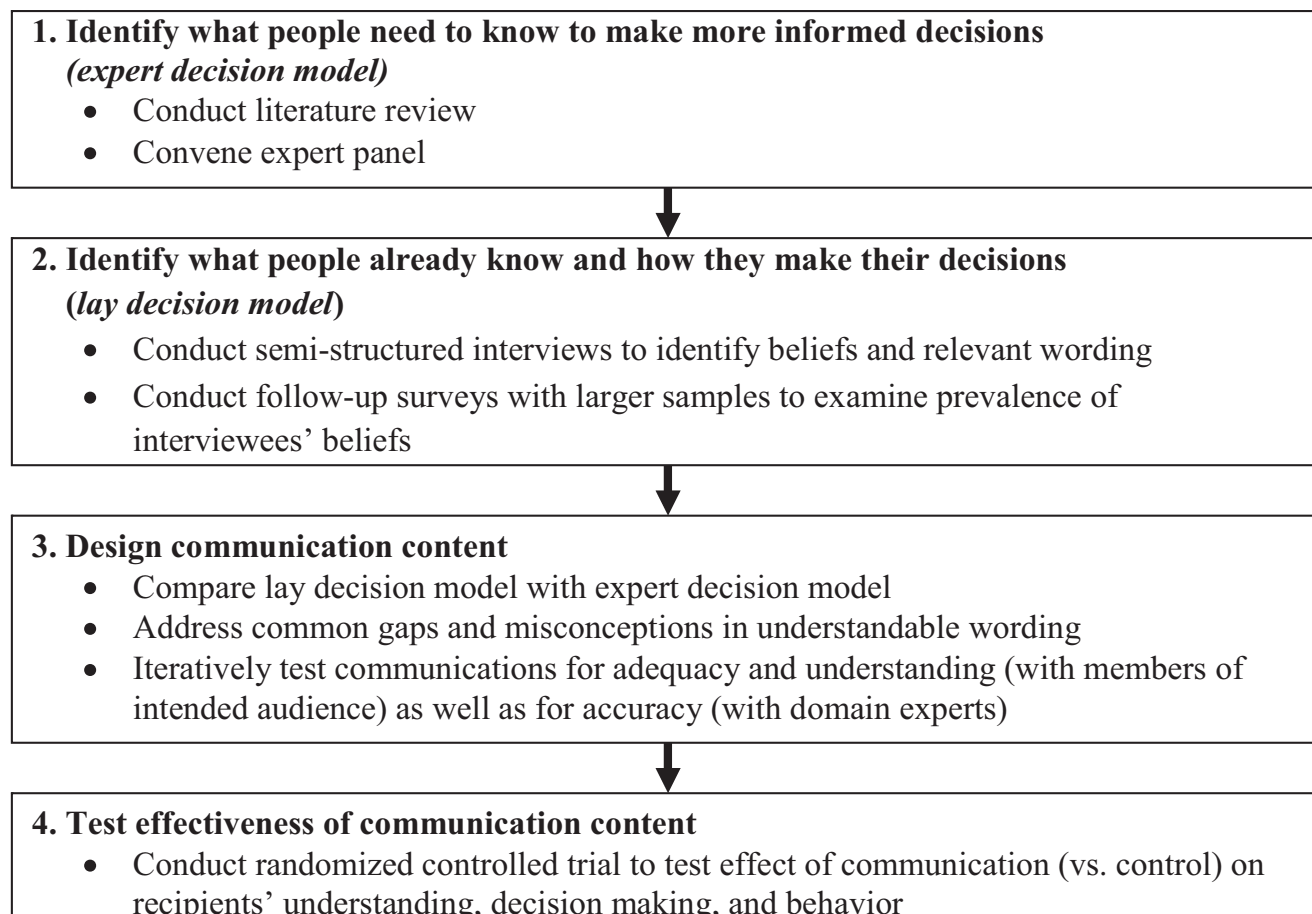 1. Identify what people need to know to make more informed decisions
(expert decision model)
• Conduct literature review
• Convene expert panel
2. Identify what people already know and how they make their decisions
(lay decision model)
• Conduct semi-structured interviews to identify beliefs and relevant wording
• Conduct follow-up surveys with larger samples to examine prevalence of
interviewees’ beliefs
3. Design communication content
• Compare lay decision model with expert decision model
• Address common gaps and misconceptions in understandable wording
• Iteratively test communications for adequacy and understanding (with members of
intended audience) as well as for accuracy (with domain experts)
4. Test effectiveness of communication content
• Conduct randomized controlled trial to test effect of communication (vs. control) on
recipients’ understanding, decision making, and behavior